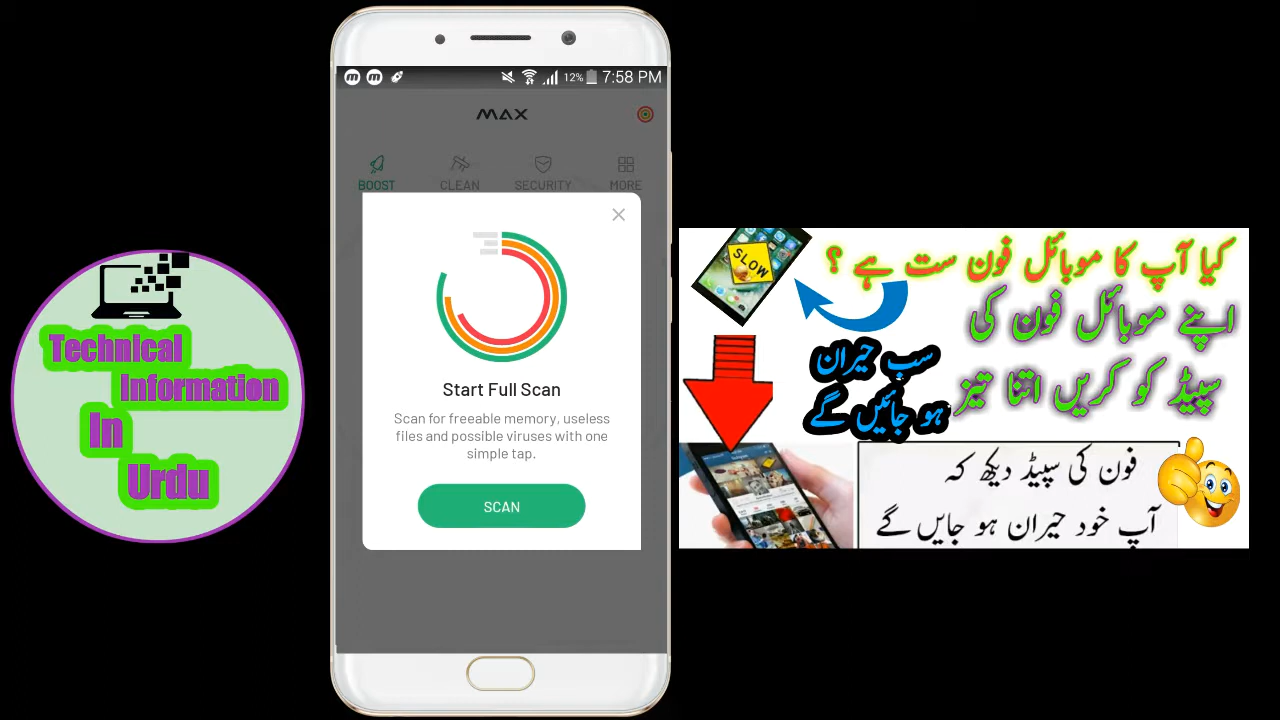 Technical
Information
In
Urdu
12% 7:58 PM
MAX
BOOST CLEAN SECURITY MORE
Start Full Scan
Scan for freeable memory, useless
files and possible viruses with one
simple tap.
SCAN
SLOW
کیا آپ کا موبائل فون ست ہے ؟
اپنے موبائل فون کی
سپیڈ کو کریں اتنا تیز
سب حیران
ہو جائیں گے
فون کی سپیڈ دیکھ کہ
آپ خود حیران ہو جایں گے